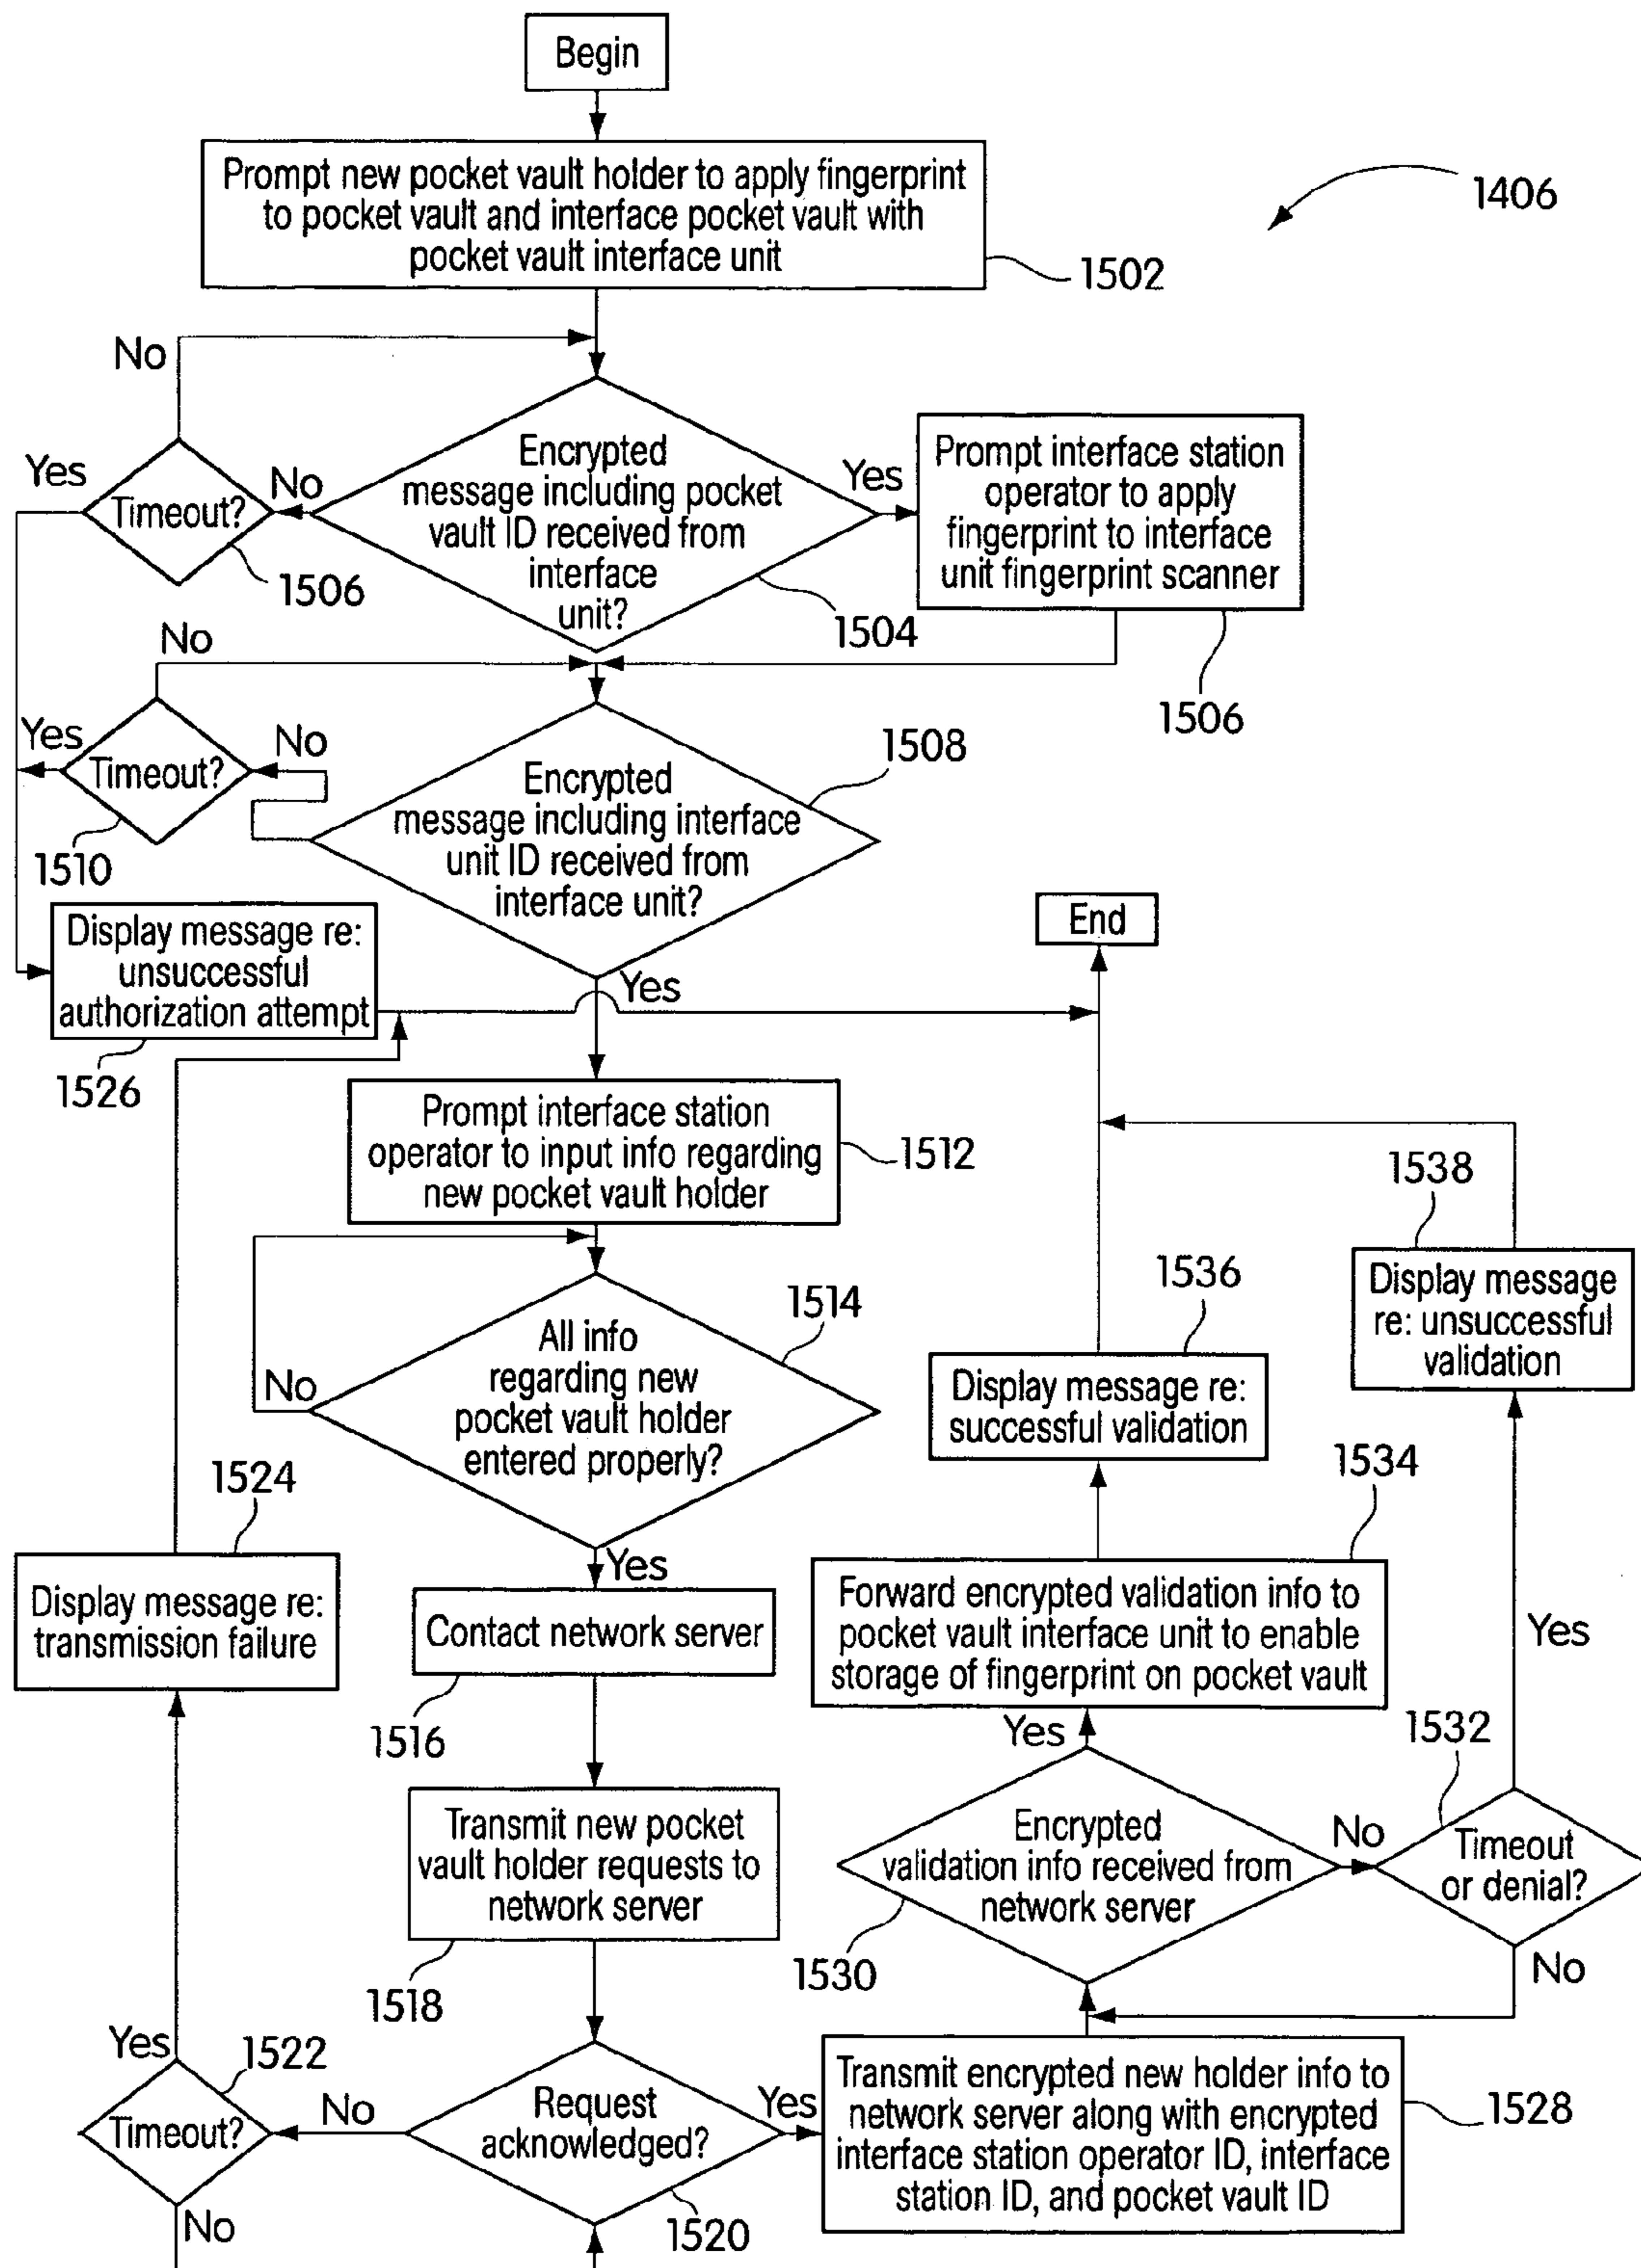 Begin
Prompt new pocket vault holder to apply fingerprint
to pocket vault and interface pocket vault with
pocket vault interface unit
1406
1502
No
Yes
Timeout?
No
1506
Encrypted
message including pocket
vault ID received from
interface
unit?
1504
Yes
Prompt interface station
operator to apply
fingerprint to interface
unit fingerprint scanner
1506
No
Yes
Timeout?
No
1510
Encrypted
message including interface
unit ID received from
interface unit?
1508
Yes
Display message re:
unsuccessful
authorization attempt
1526
End
Prompt interface station
operator to input info regarding
new pocket vault holder
1512
All info
regarding new
pocket vault holder
entered properly?
1514
No
Yes
1538
Display message
re: unsuccessful
validation
1536
Display message re:
successful validation
1524
Display message re:
transmission failure
Contact network server
1516
1534
Forward encrypted validation info to
pocket vault interface unit to enable
storage of fingerprint on pocket vault
Yes
Yes
1532
Transmit new pocket
vault holder requests to
network server
1518
Encrypted
validation info received from
network server
1530
No
Timeout
or denial?
No
Yes
1522
Timeout?
No
No
Request
acknowledged?
1520
Yes
Transmit encrypted new holder info to
network server along with encrypted
interface station operator ID, interface
station ID, and pocket vault ID
1528